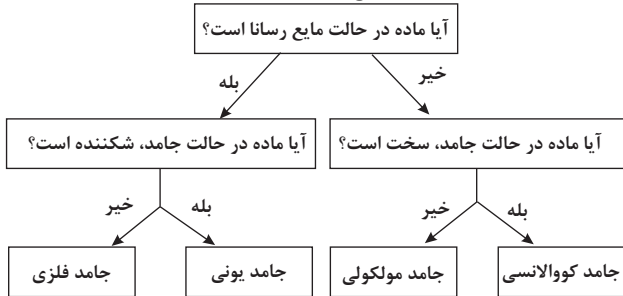 آیا ماده در حالت مایع رسانا است؟
خیر
بله
آیا ماده در حالت جامد، سخت است؟
آیا ماده در حالت جامد، شکننده است؟
بله
خیر
بله
خیر
جامد کووالانسی
جامد مولکولی
جامد یونی
جامد فلزی